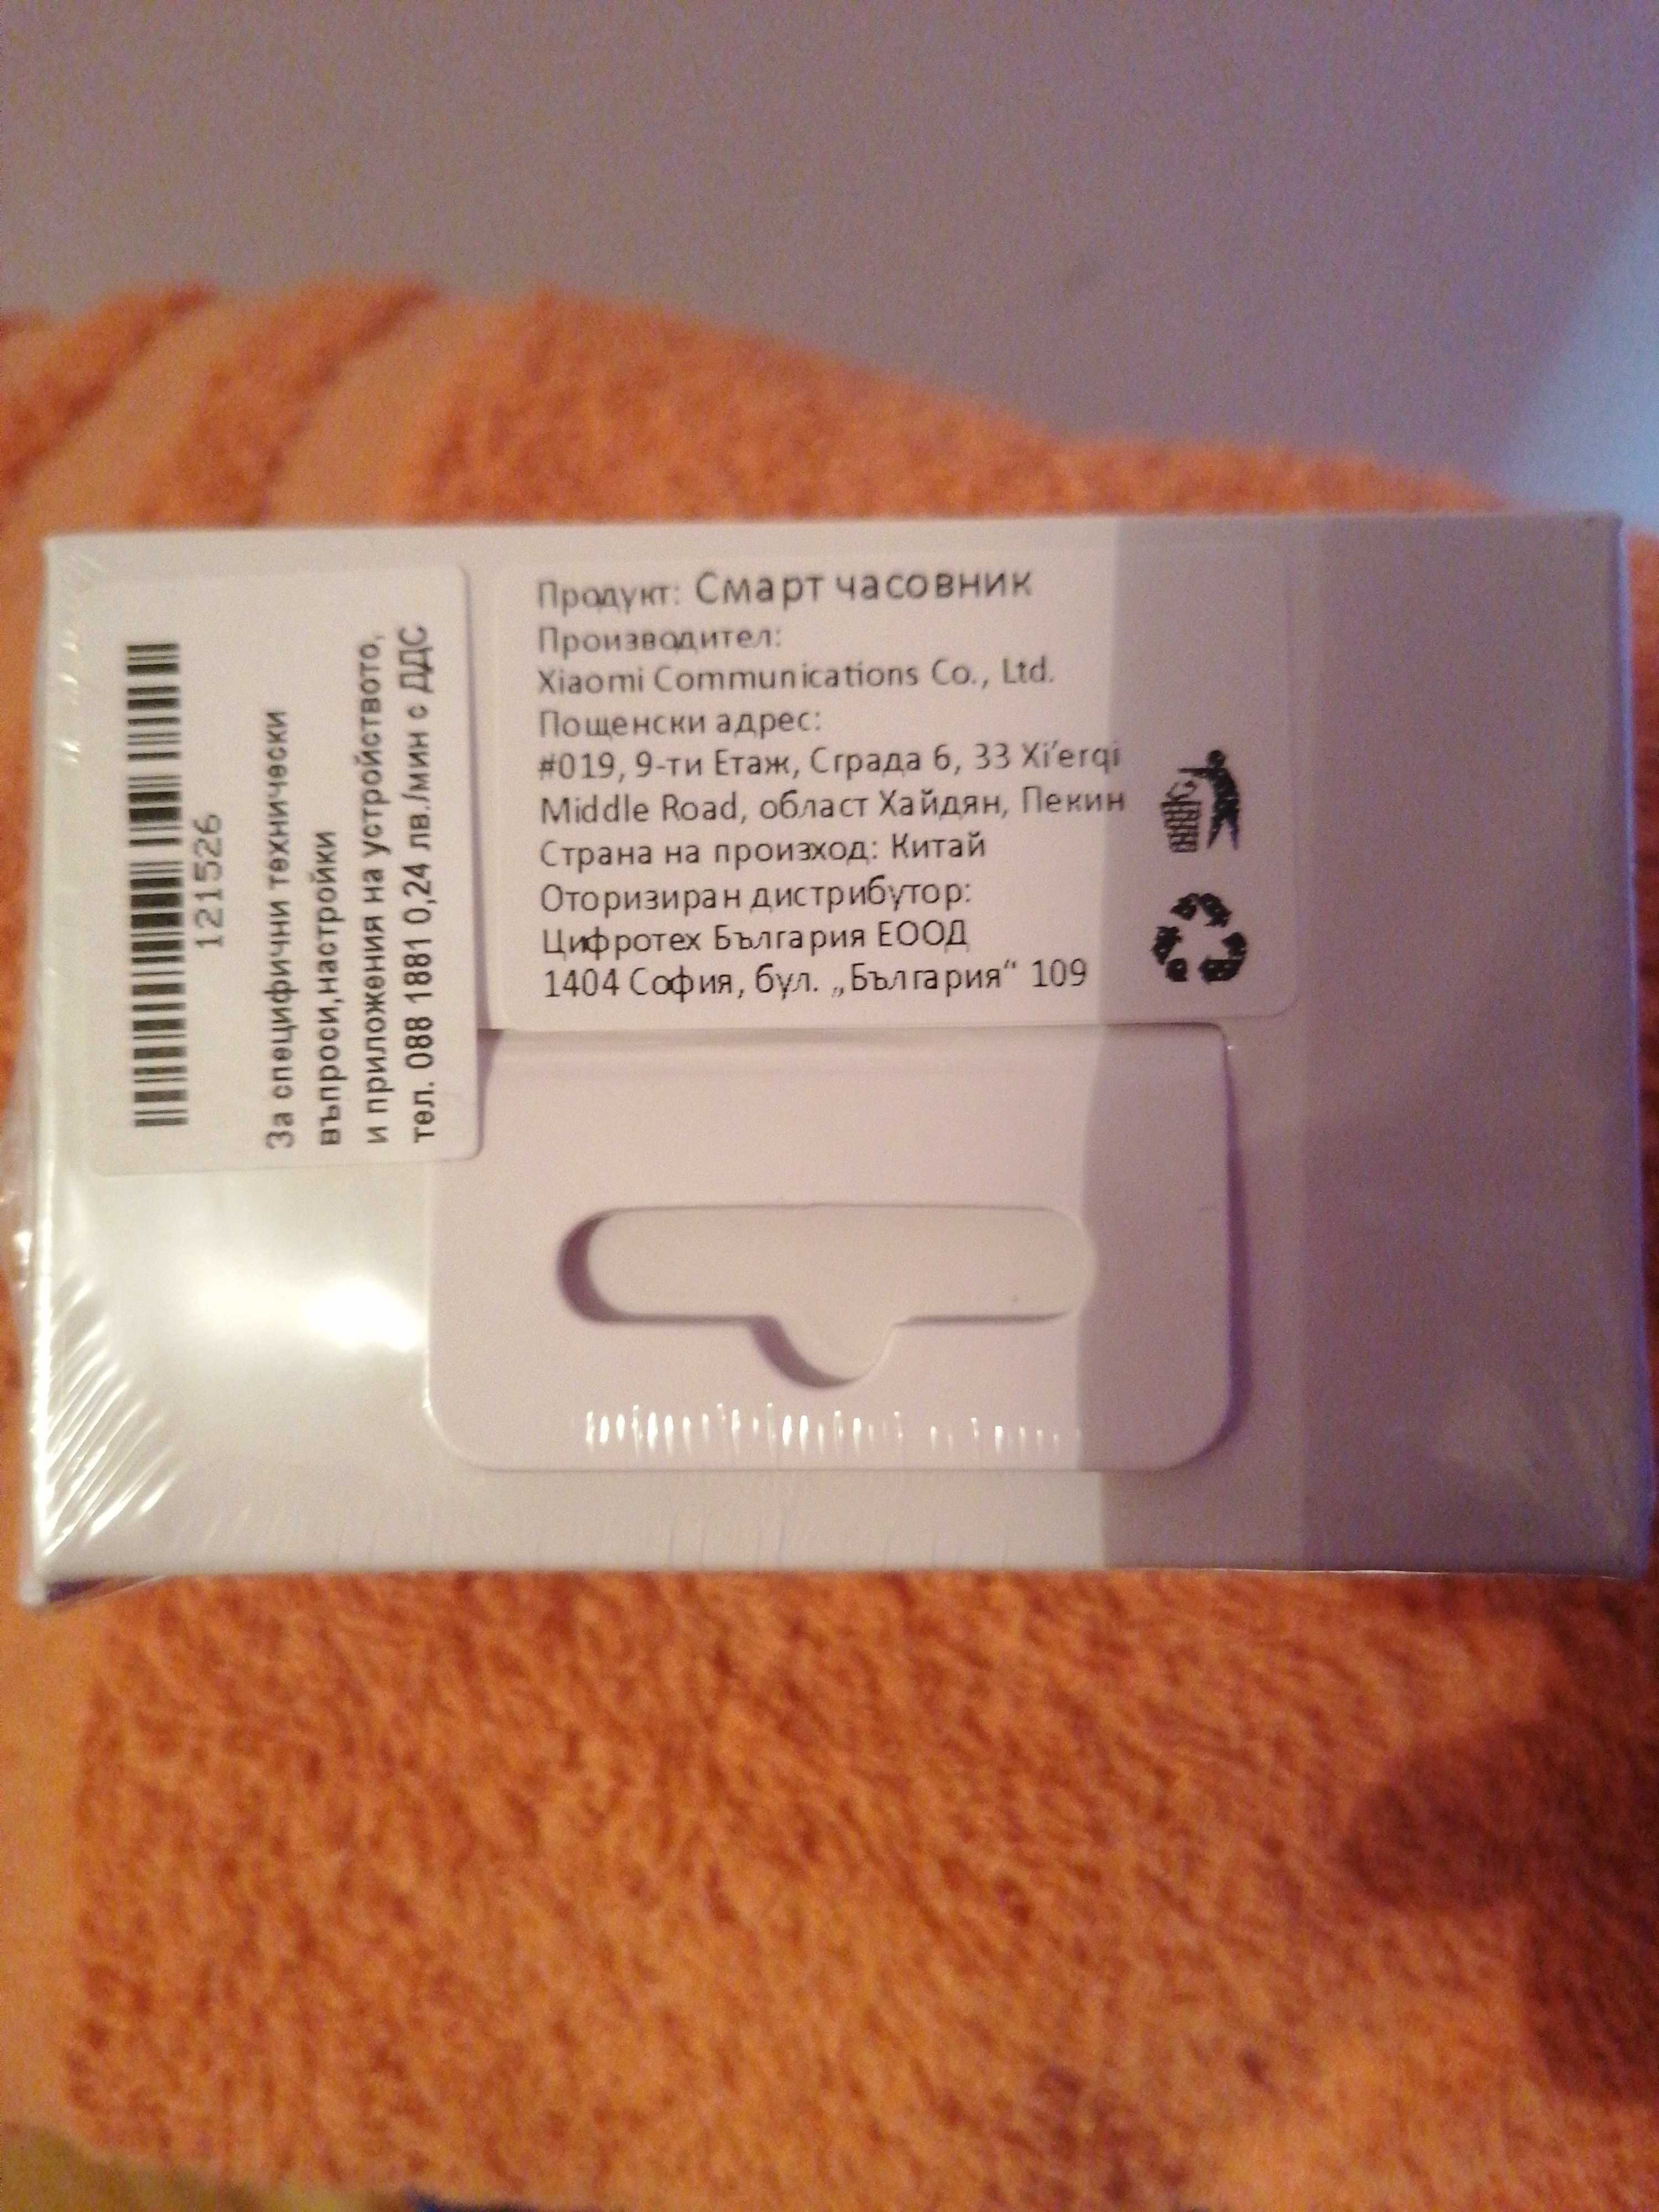 Продукт: Смарт часовник
Производител:
Xiaomi Communications Co., Ltd.
Пощенски адрес:
#019, 9-ти Етаж, Сграда 6, 33 Xi’erqi
Middle Road, област Хайдян, Пекин
Страна на произход: Китай
Оторизиран дистрибутор:
Цифротех България ЕООД
1404 София, бул. „България“ 109
121526
За специфични технически
въпроси,настройки
и приложения на устройството,
тел. 088 1881 0,24 лв./мин с ДДС